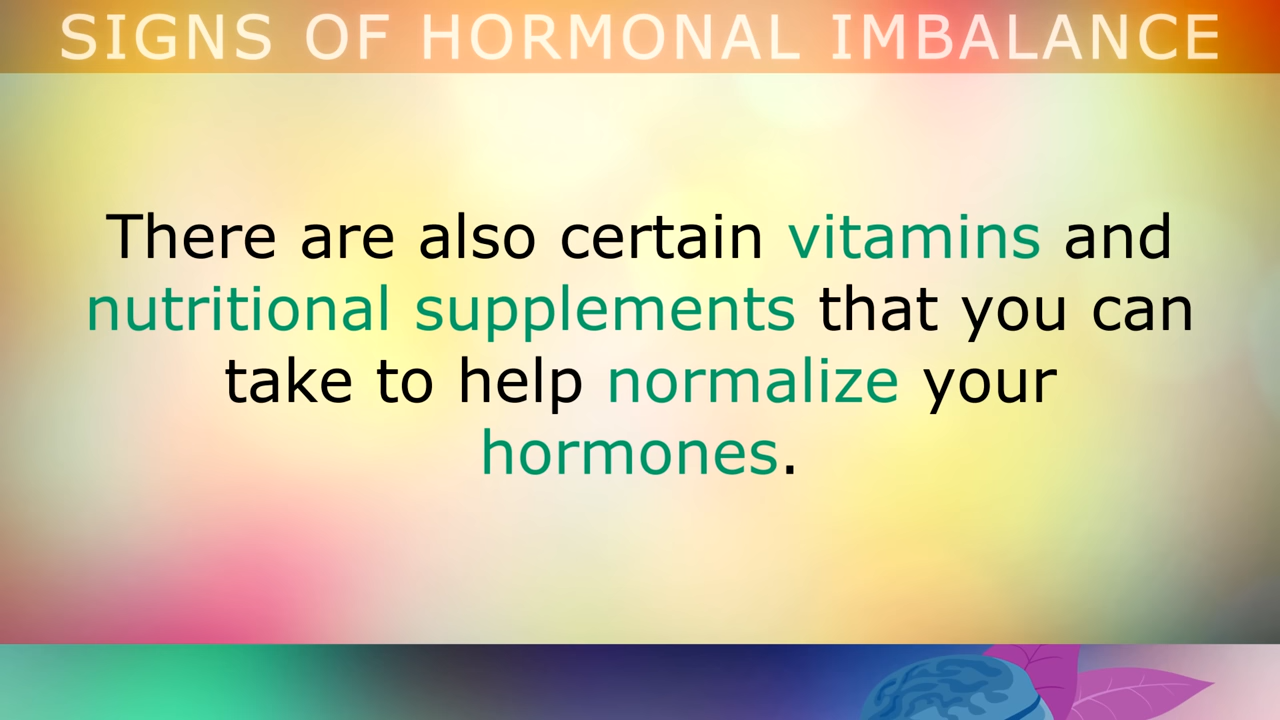 SIGNS OF HORMONAL IMBALANCE
There are also certain vitamins and
nutritional supplements that you can
take to help normalize your
hormones.